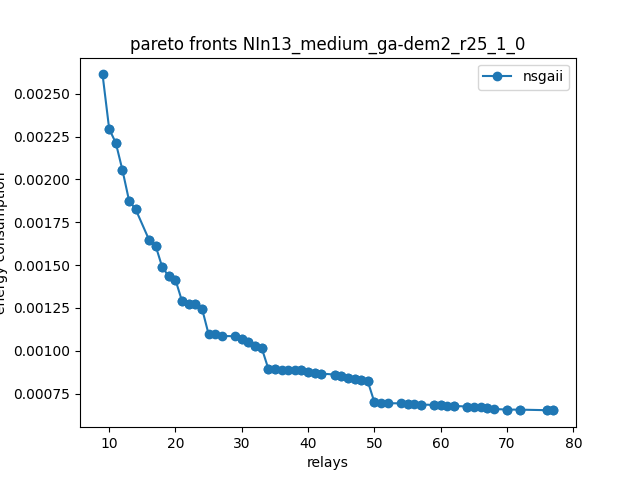 pareto fronts NIn13_medium_ga-dem2_r25_1_0
nsgaii
0.00250
0.00225
0.00200
0.00175
0.00150
0.00125
0.00100
0.00075
energy consumption
10 20 30 40 50 60 70 80
relays